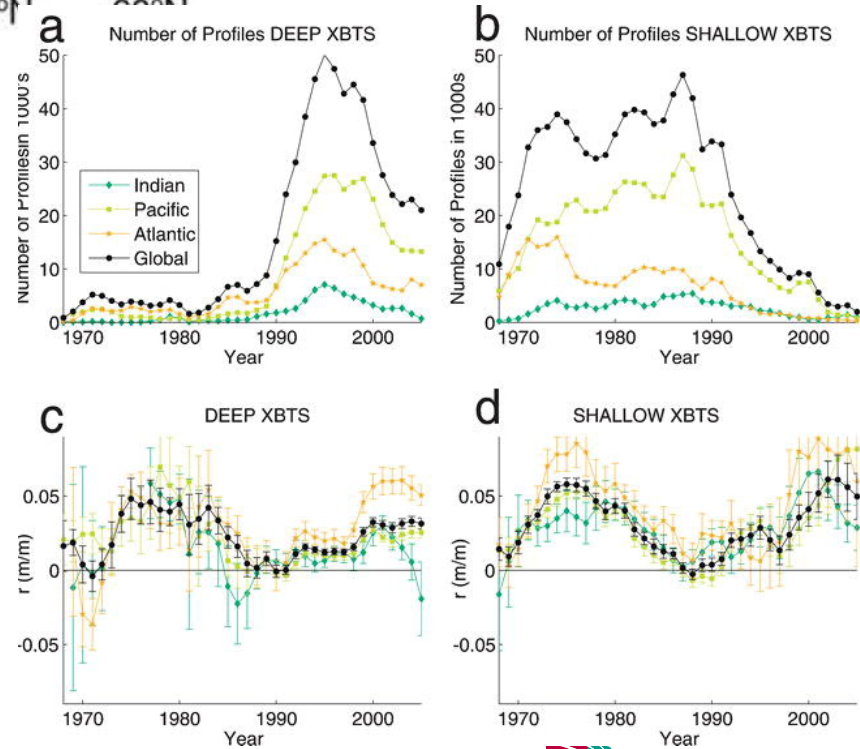 a
Number of Profiles DEEP XBTS
Number of Profilesin 1000's
50
40
30
20
10
0
Indian
Pacific
Atlantic
Global
1970
1980
1990
2000
Year
b
Number of Profiles SHALLOW XBTS
Number of Profiles in 1000s
50
40
30
20
10
0
1970
1980
1990
2000
Year
c
DEEP XBTS
r (m/m)
0.05
0
-0.05
1970
1980
1990
2000
Year
d
SHALLOW XBTS
r (m/m)
0.05
0
-0.05
1970
1980
1990
2000
Year